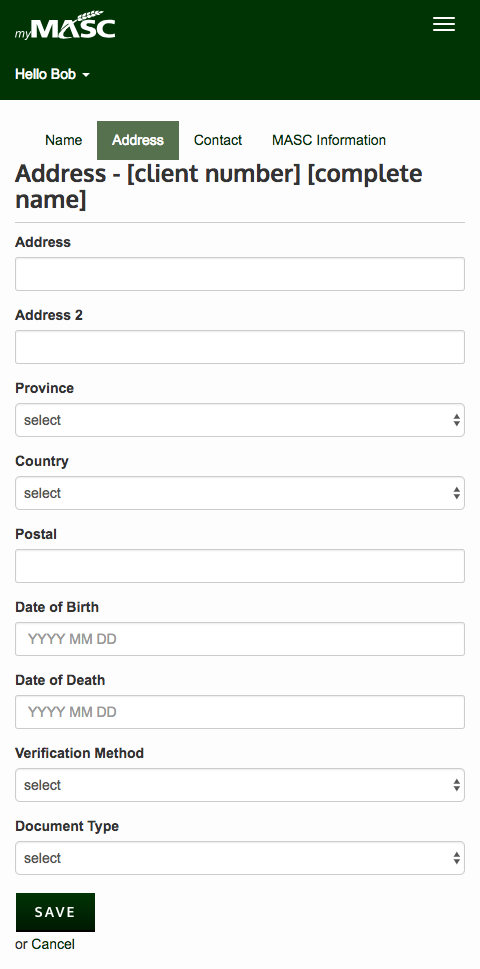 myMASC
Hello Bob
Name Address Contact MASC Information
Address - [client number] [complete
name]
Address
Address 2
Province
select
Country
select
Postal
Date of Birth
YYYY MM DD
Date of Death
YYYY MM DD
Verification Method
select
Document Type
select
SAVE
or Cancel